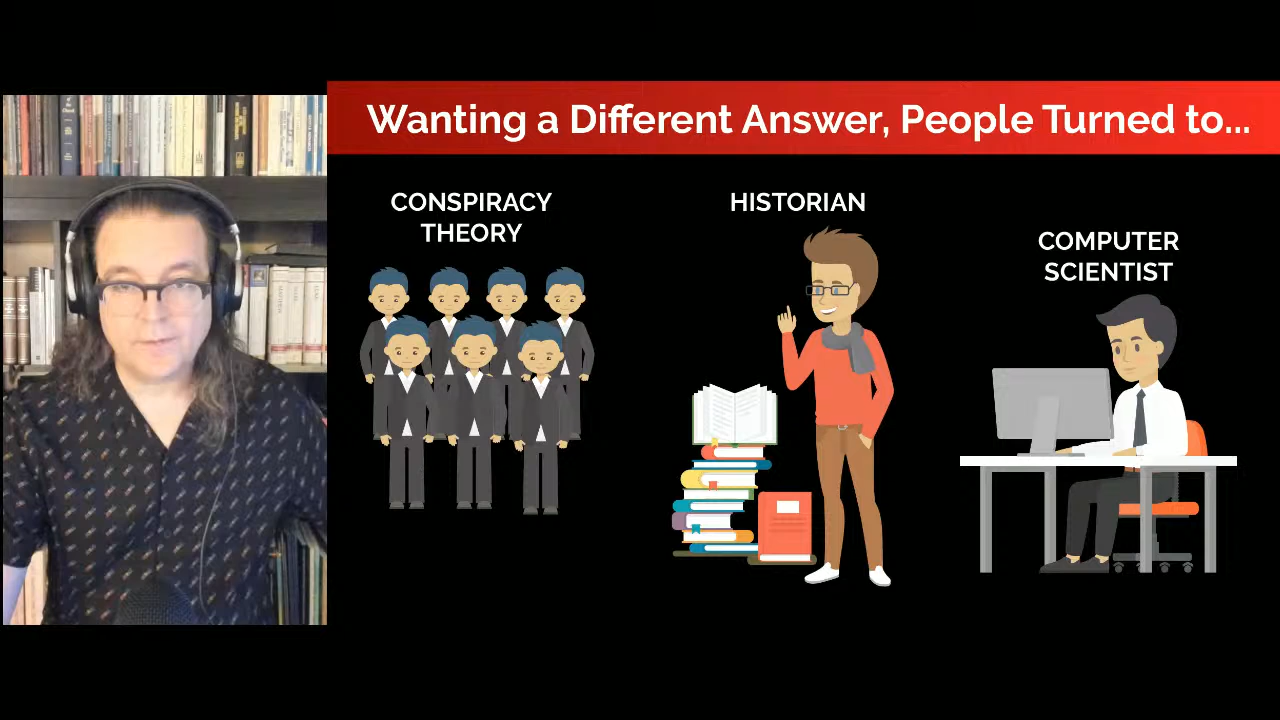 Wanting a Different Answer, People Turned to...
CONSPIRACY
THEORY
HISTORIAN
COMPUTER
SCIENTIST